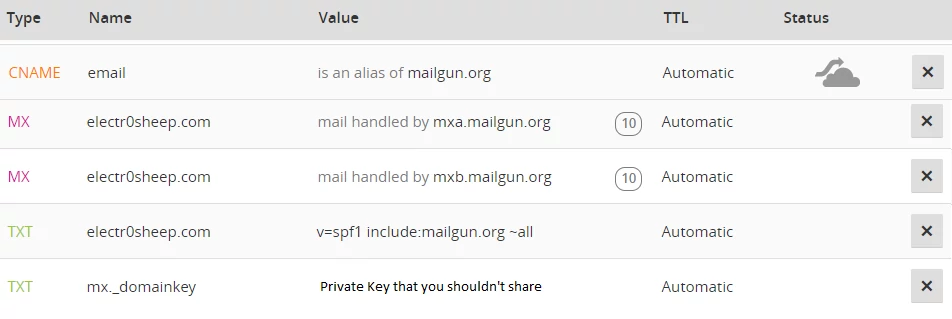 Type Name Value TTL Status
CNAME email is an alias of mailgun.org Automatic
MX electr0sheep.com mail handled by mxa.mailgun.org 10 Automatic
MX electr0sheep.com mail handled by mxb.mailgun.org 10 Automatic
TXT electr0sheep.com v=spf1 include:mailgun.org ~all Automatic
TXT mx._domainkey Private Key that you shouldn't share Automatic